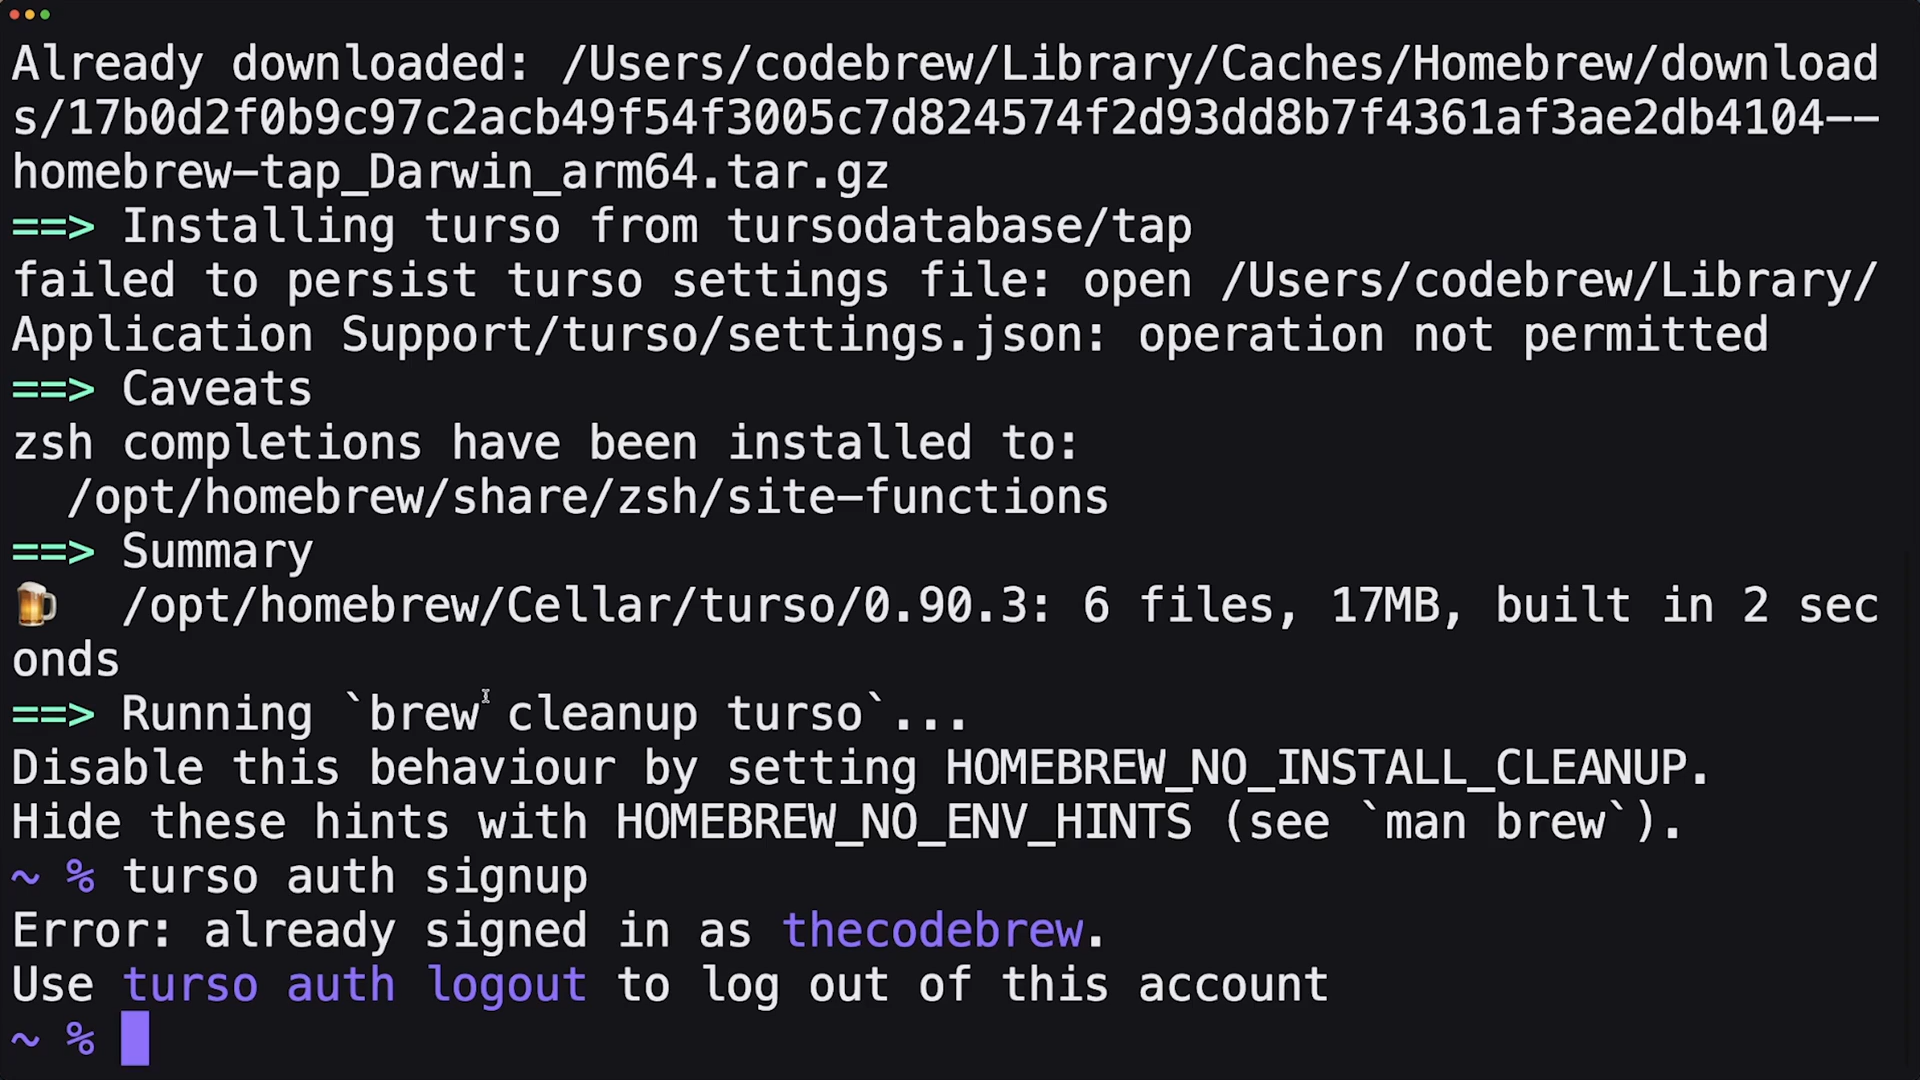 Already downloaded: /Users/codebrew/Library/Caches/Homebrew/download
s/17b0d2f0b9c97c2acb49f54f3005c7d824574f2d93dd8b7f4361af3ae2db4104--
homebrew-tap_Darwin_arm64.tar.gz
==> Installing turso from tursodatabase/tap
failed to persist turso settings file: open /Users/codebrew/Library/
Application Support/turso/settings.json: operation not permitted
==> Caveats
zsh completions have been installed to:
  /opt/homebrew/share/zsh/site-functions
==> Summary
🍺  /opt/homebrew/Cellar/turso/0.90.3: 6 files, 17MB, built in 2 sec
onds
==> Running `brew cleanup turso`...
Disable this behaviour by setting HOMEBREW_NO_INSTALL_CLEANUP.
Hide these hints with HOMEBREW_NO_ENV_HINTS (see `man brew`).
~ % turso auth signup
Error: already signed in as thecodebrew.
Use turso auth logout to log out of this account
~ %